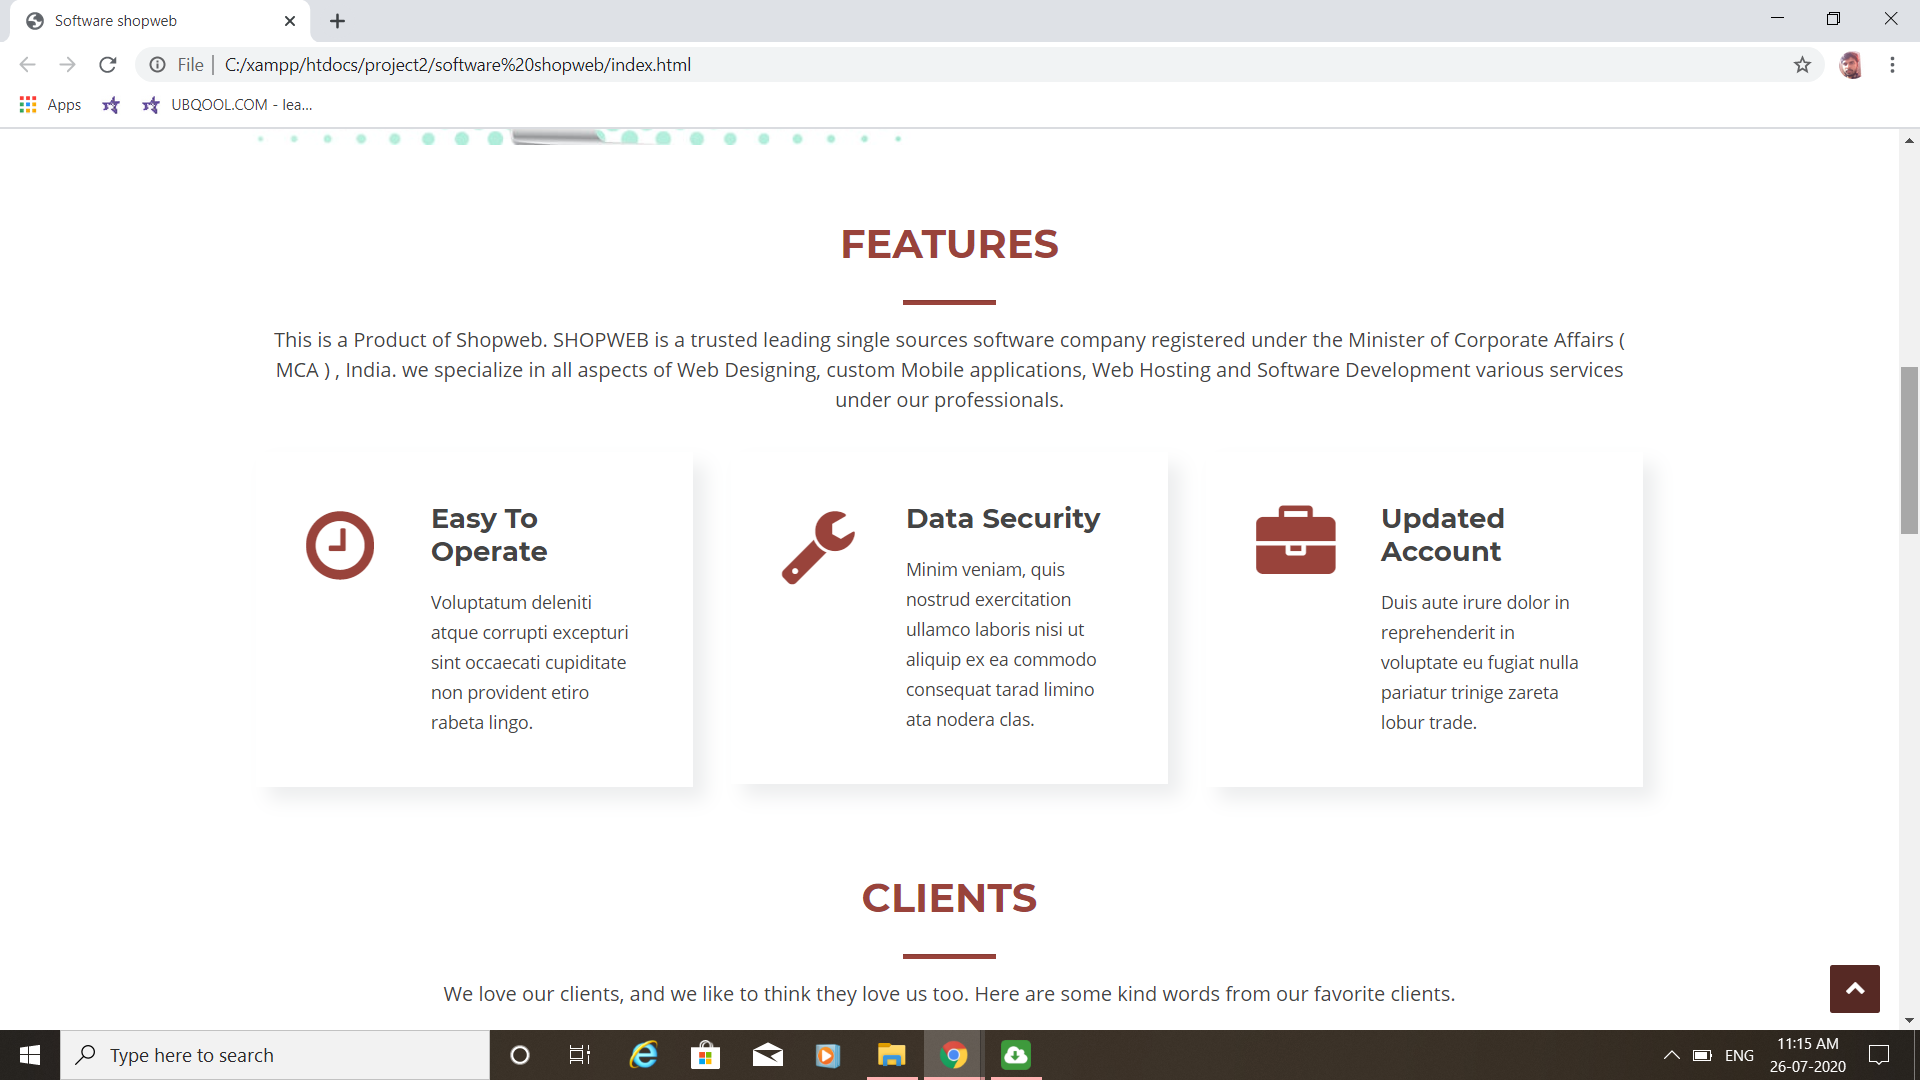 Software shopweb
File
C:/xampp/htdocs/project2/software%20shopweb/index.html
Apps
UBQOOL.COM - lea...
FEATURES
This is a Product of Shopweb. SHOPWEB is a trusted leading single sources software company registered under the Minister of Corporate Affairs (
MCA ) , India. we specialize in all aspects of Web Designing, custom Mobile applications, Web Hosting and Software Development various services
under our professionals.
Easy To
Operate
Voluptatum deleniti
atque corrupti excepturi
sint occaecati cupiditate
non provident etiro
rabeta lingo.
Data Security
Minim veniam, quis
nostrud exercitation
ullamco laboris nisi ut
aliquip ex ea commodo
consequat tarad limino
ata nodera clas.
Updated
Account
Duis aute irure dolor in
reprehenderit in
voluptate eu fugiat nulla
pariatur trinige zareta
lobur trade.
CLIENTS
We love our clients, and we like to think they love us too. Here are some kind words from our favorite clients.
Type here to search
ENG
11:15 AM
26-07-2020